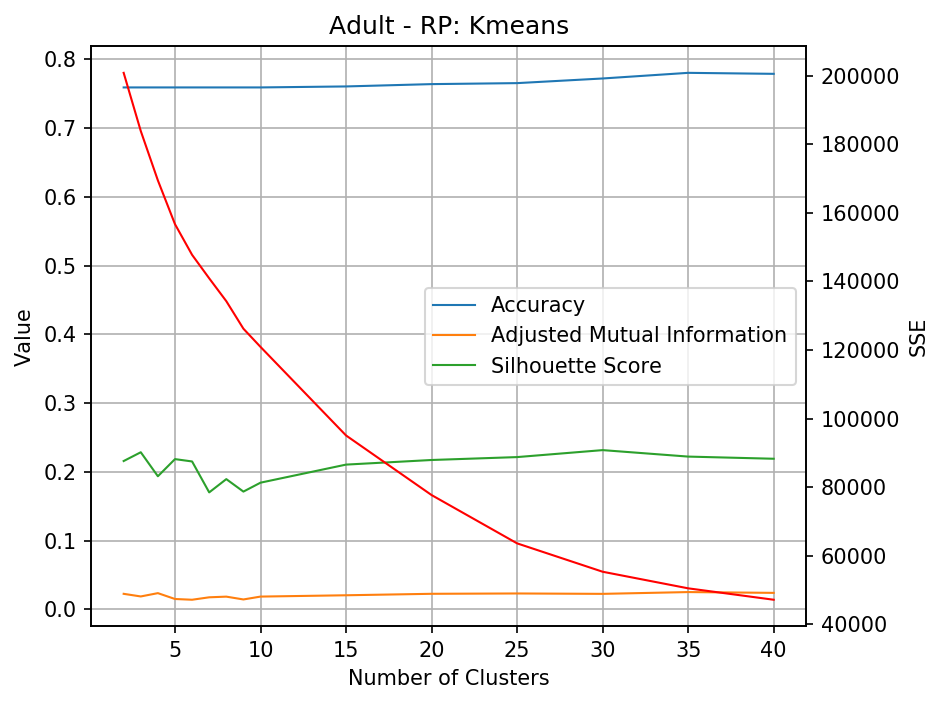 Adult - RP: Kmeans
0.8
0.7
0.6
0.5
0.4
0.3
0.2
0.1
0.0
Value
200000
180000
160000
140000
120000
100000
80000
60000
40000
SSE
Accuracy
Adjusted Mutual Information
Silhouette Score
5 10 15 20 25 30 35 40
Number of Clusters